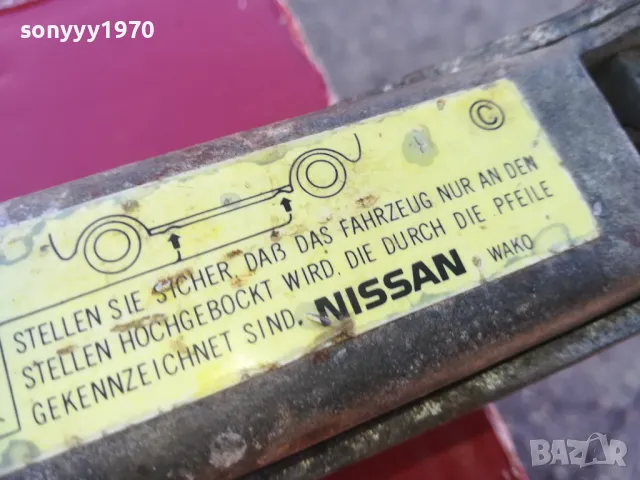 sonyyy1970
©
STELLEN SIE SICHER, DAß DAS FAHRZEUG NUR AN DEN
STELLEN HOCHGEBOCKT WIRD, DIE DURCH DIE PFEILE
GEKENNZEICHNET SIND. NISSAN WAKO
BAZAR